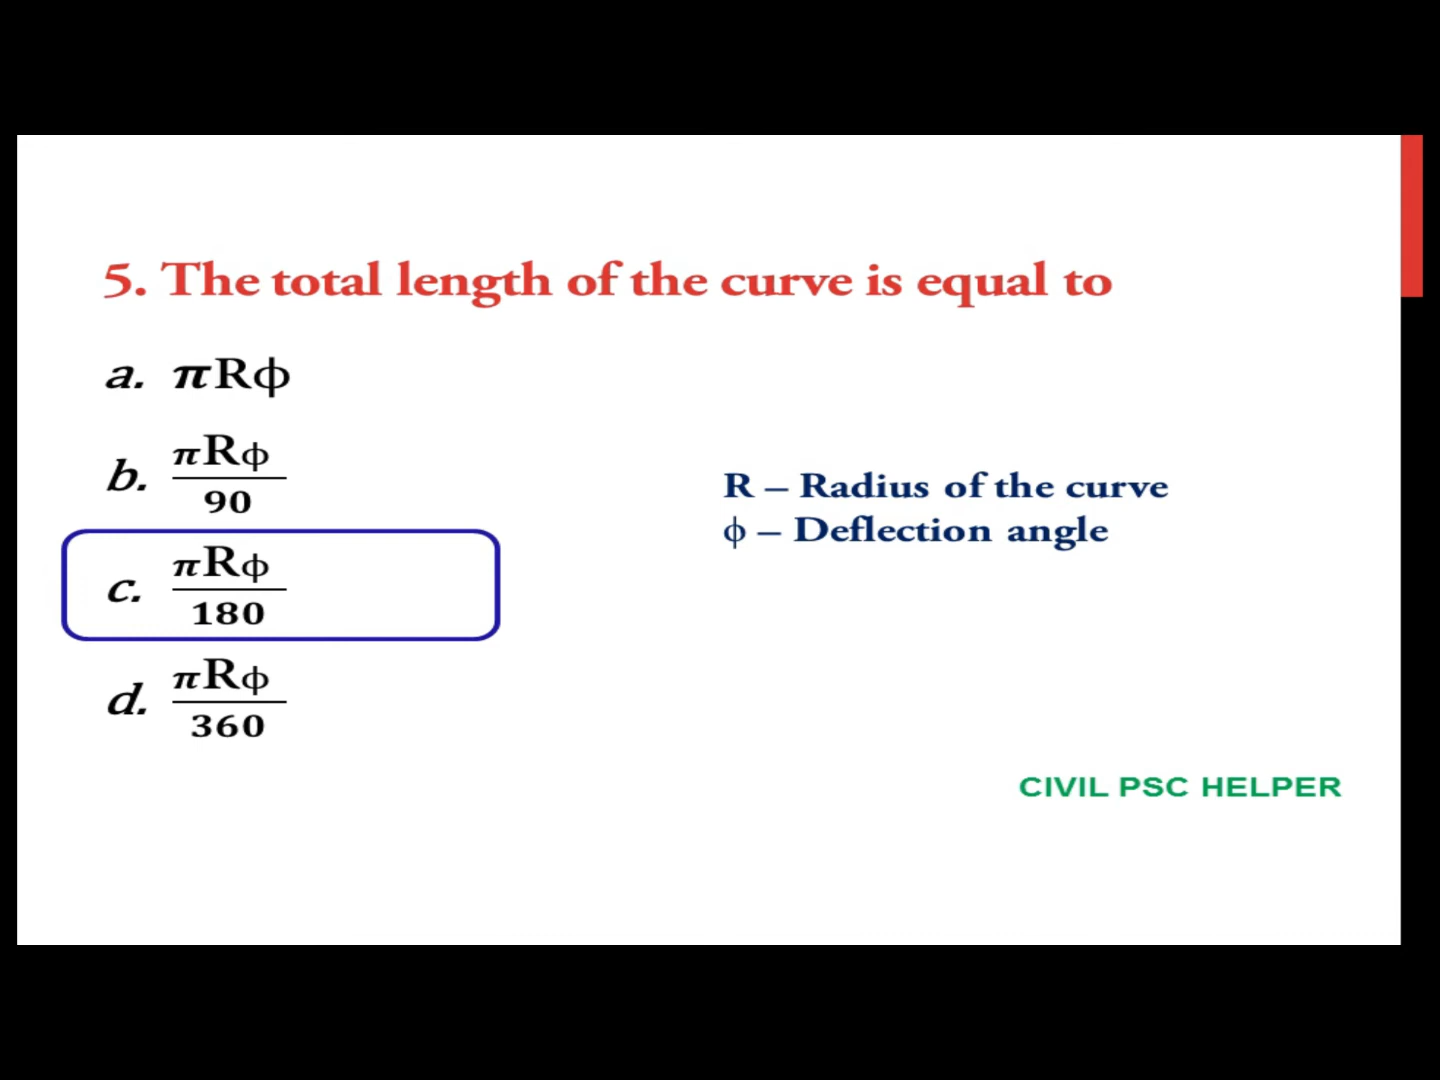 5. The total length of the curve is equal to
a. πRϕ
b. πRϕ
90
c. πRϕ
180
d. πRϕ
360
R – Radius of the curve
ϕ – Deflection angle
CIVIL PSC HELPER